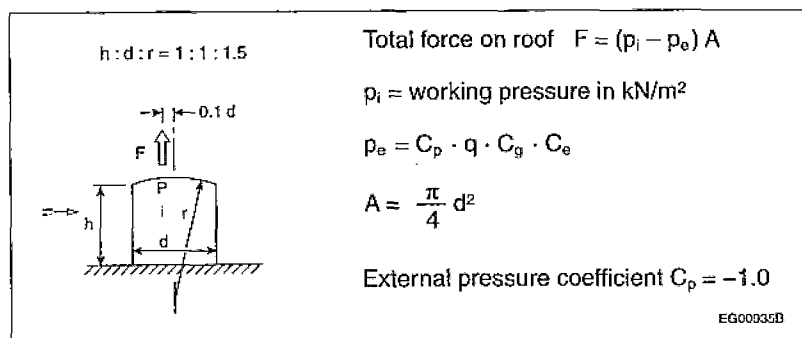 h : d : r = 1 : 1 : 1.5
0.1 d
F
P
i
r
h
d
Total force on roof F = (pᵢ – pₑ) A
pᵢ = working pressure in kN/m²
pₑ = Cₚ · q · C𝗀 · Cₑ
A = π/4 d²
External pressure coefficient Cₚ = –1.0
EG00935B